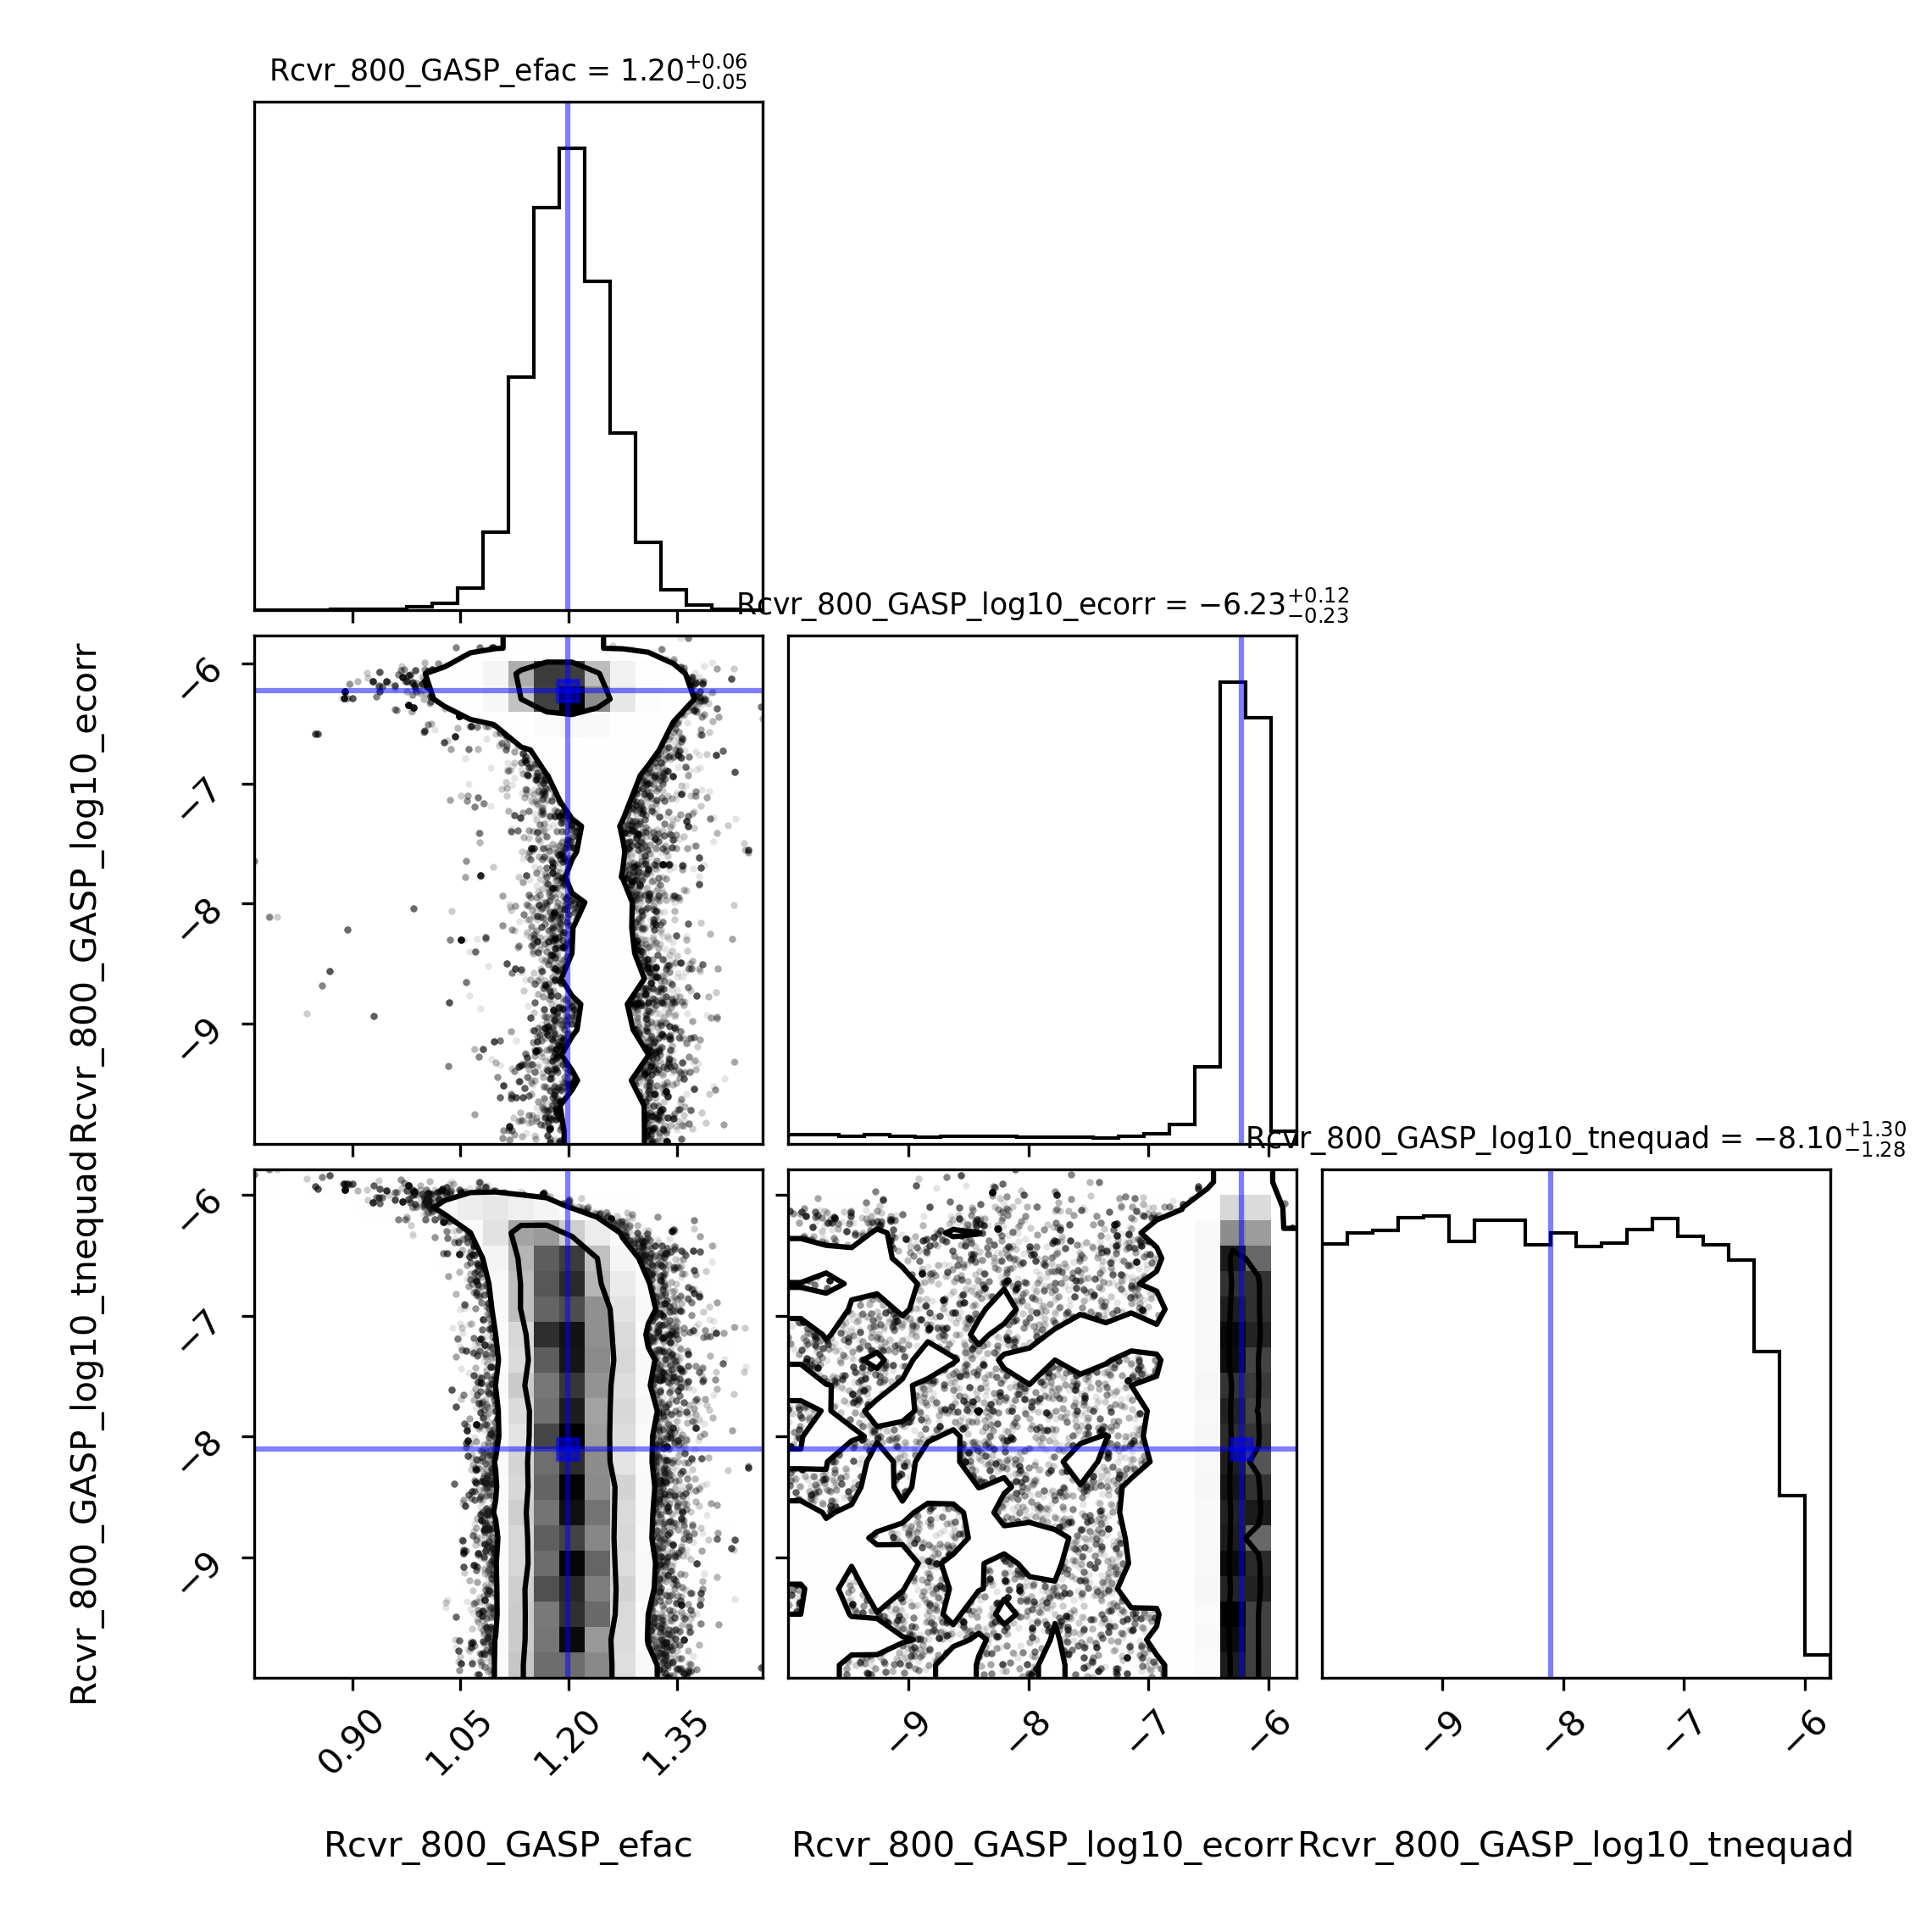 Rcvr_800_GASP_efac = 1.20+0.06−0.05
Rcvr_800_GASP_log10_ecorr = −6.23+0.12−0.23
Rcvr_800_GASP_log10_ecorr
−6
−7
−8
−9
Rcvr_800_GASP_log10_tnequad = −8.10+1.30−1.28
Rcvr_800_GASP_log10_tnequad
−6
−7
−8
−9
0.90 1.05 1.20 1.35
−9 −8 −7 −6
−9 −8 −7 −6
Rcvr_800_GASP_efac
Rcvr_800_GASP_log10_ecorr
Rcvr_800_GASP_log10_tnequad